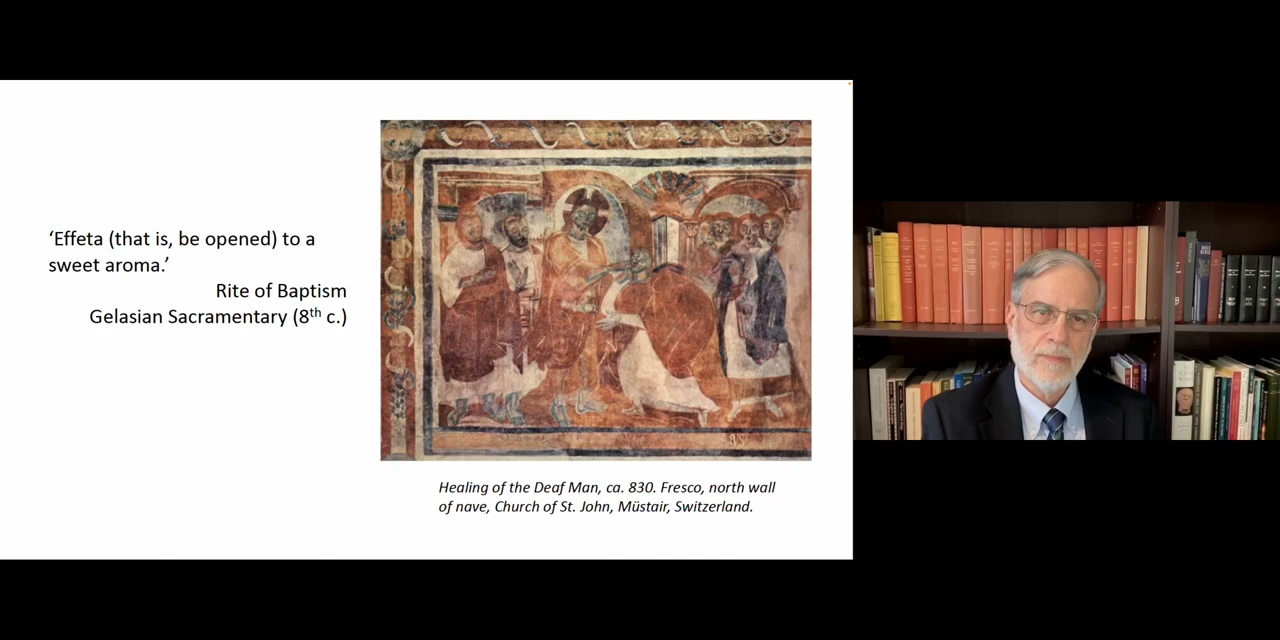 ‘Effeta (that is, be opened) to a
sweet aroma.’
Rite of Baptism
Gelasian Sacramentary (8th c.)
Healing of the Deaf Man, ca. 830. Fresco, north wall
of nave, Church of St. John, Müstair, Switzerland.